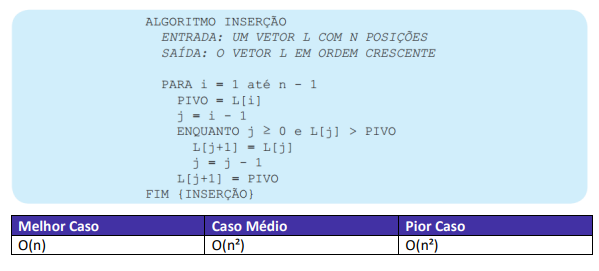 ALGORITMO INSERÇÃO
ENTRADA: UM VETOR L COM N POSIÇÕES
SAÍDA: O VETOR L EM ORDEM CRESCENTE
PARA i = 1 até n - 1
PIVO = L[i]
j = i - 1
ENQUANTO j ≥ 0 e L[j] > PIVO
L[j+1] = L[j]
j = j - 1
L[j+1] = PIVO
FIM {INSERÇÃO}
Melhor Caso Caso Médio Pior Caso
O(n) O(n²) O(n²)